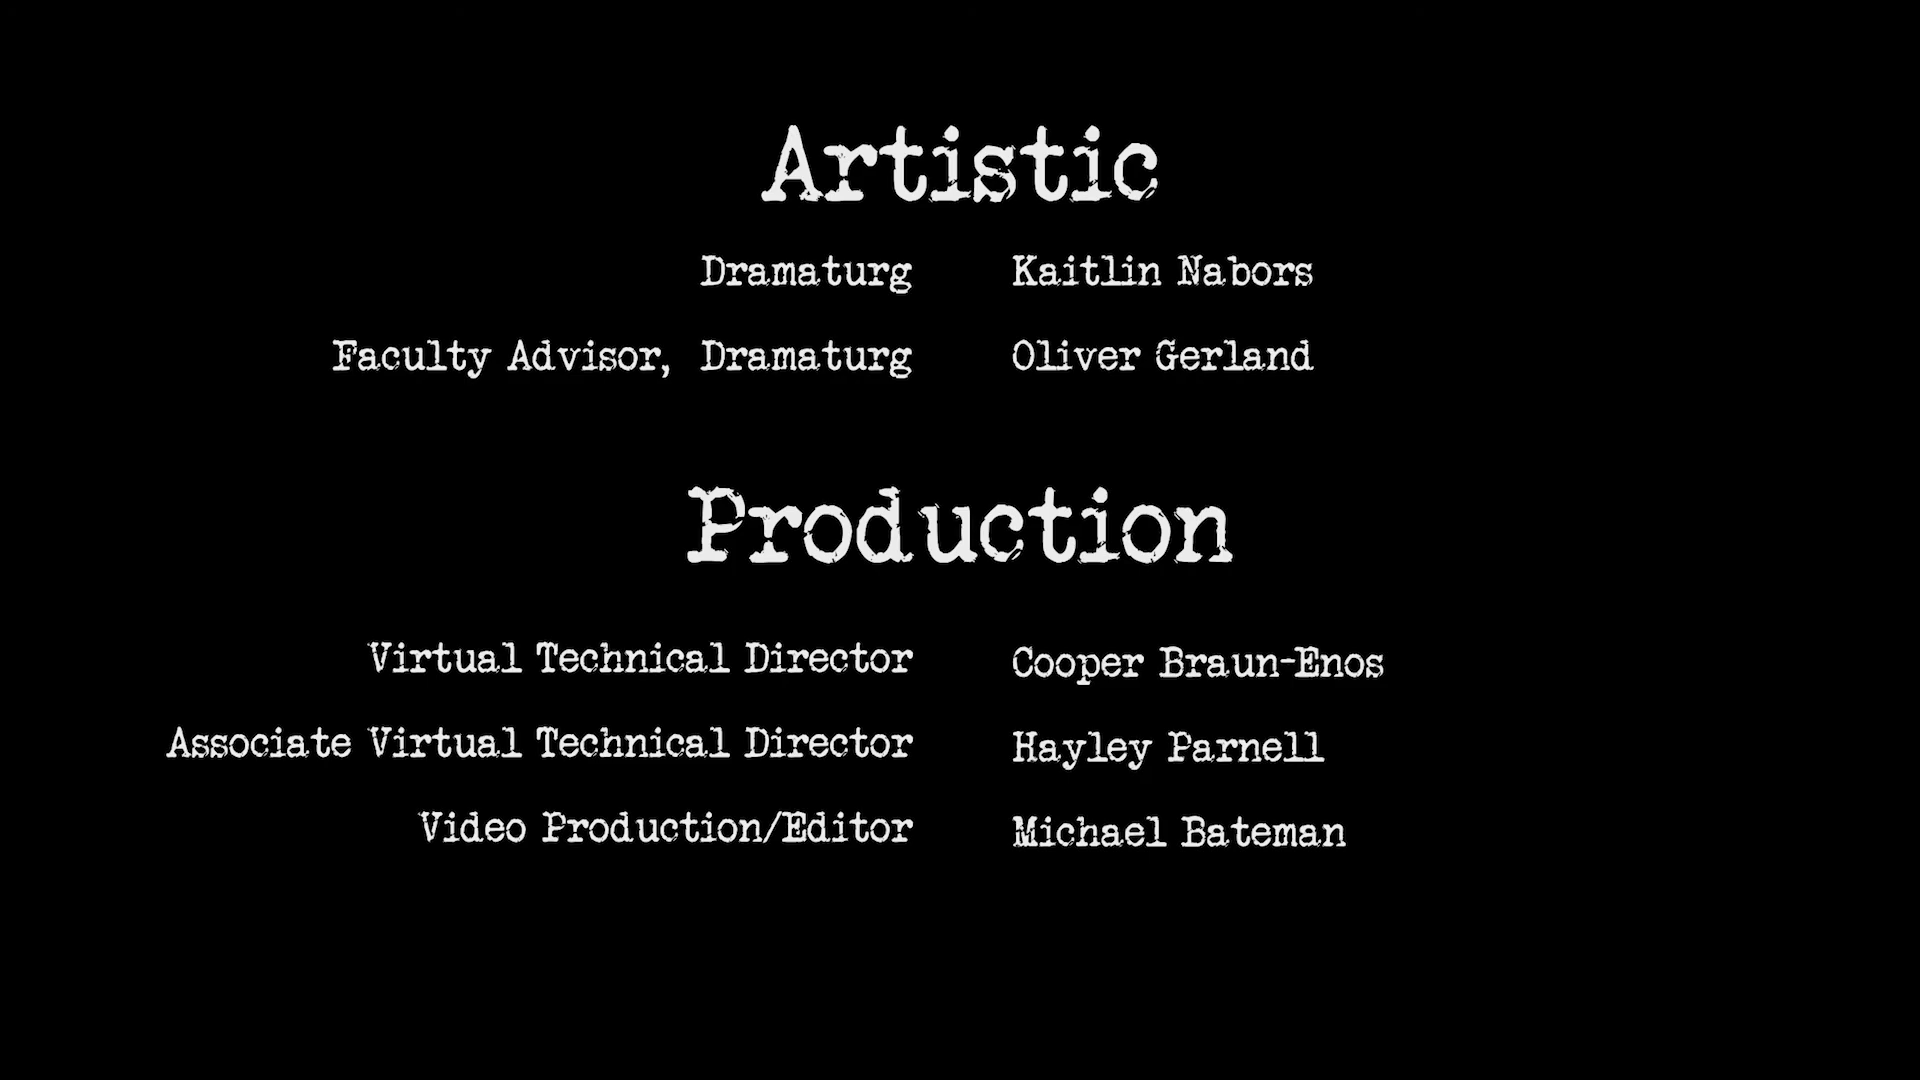 Artistic
Dramaturg Kaitlin Nabors
Faculty Advisor, Dramaturg Oliver Gerland
Production
Virtual Technical Director Cooper Braun-Enos
Associate Virtual Technical Director Hayley Parnell
Video Production/Editor Michael Bateman